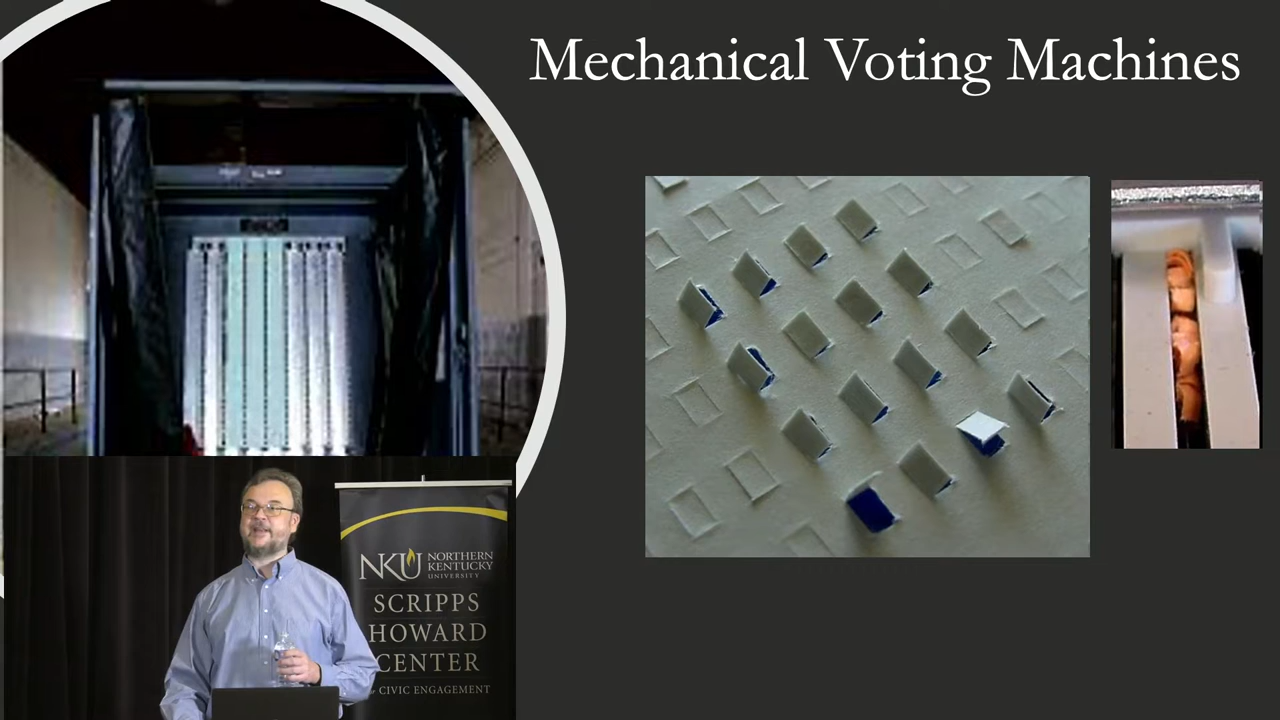 Mechanical Voting Machines
NKU NORTHERN
KENTUCKY
UNIVERSITY
SCRIPPS
HOWARD
CENTER
CIVIC ENGAGEMENT